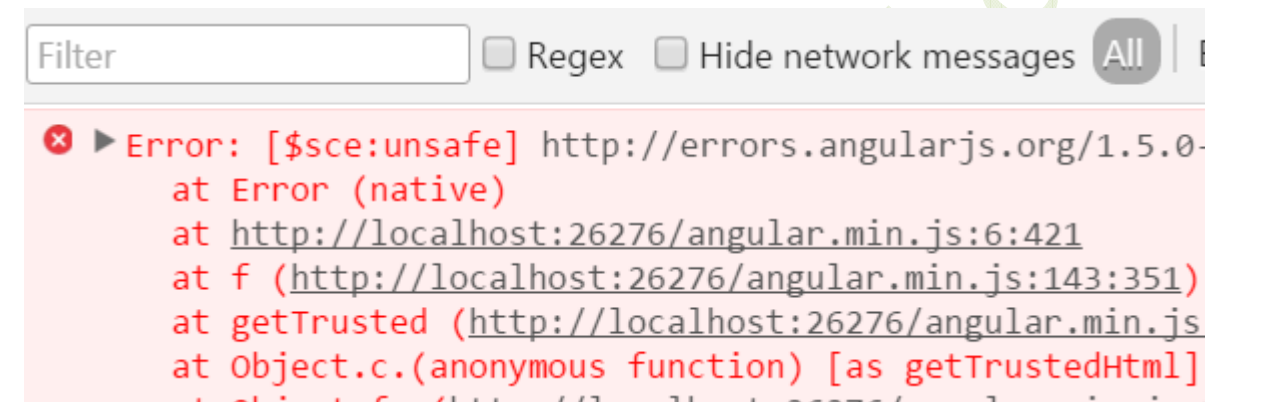 Filter Regex Hide network messages All
Error: [$sce:unsafe] http://errors.angularjs.org/1.5.0-
at Error (native)
at http://localhost:26276/angular.min.js:6:421
at f (http://localhost:26276/angular.min.js:143:351)
at getTrusted (http://localhost:26276/angular.min.js
at Object.c.(anonymous function) [as getTrustedHtml]